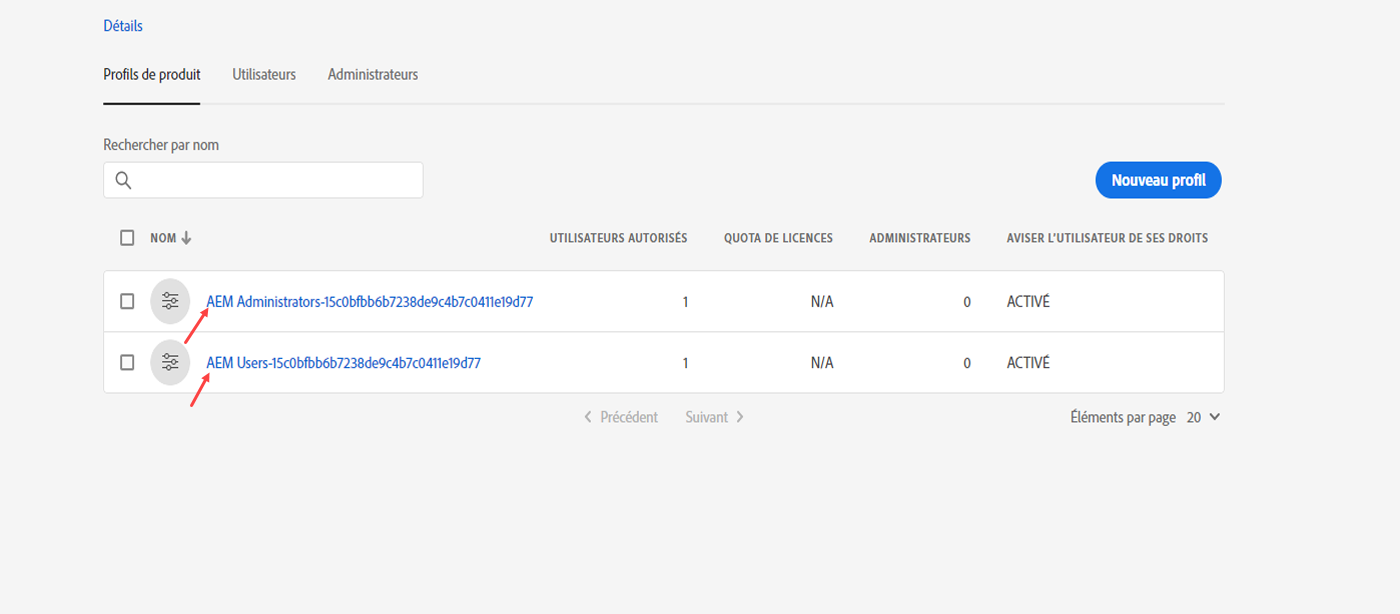 Détails
Profils de produit Utilisateurs Administrateurs
Rechercher par nom
Nouveau profil
NOM UTILISATEURS AUTORISÉS QUOTA DE LICENCES ADMINISTRATEURS AVISER L'UTILISATEUR DE SES DROITS
AEM Administrators-15c0bfbb6b7238de9c4b7c0411e19d77 1 N/A 0 ACTIVÉ
AEM Users-15c0bfbb6b7238de9c4b7c0411e19d77 1 N/A 0 ACTIVÉ
Précédent Suivant Éléments par page 20